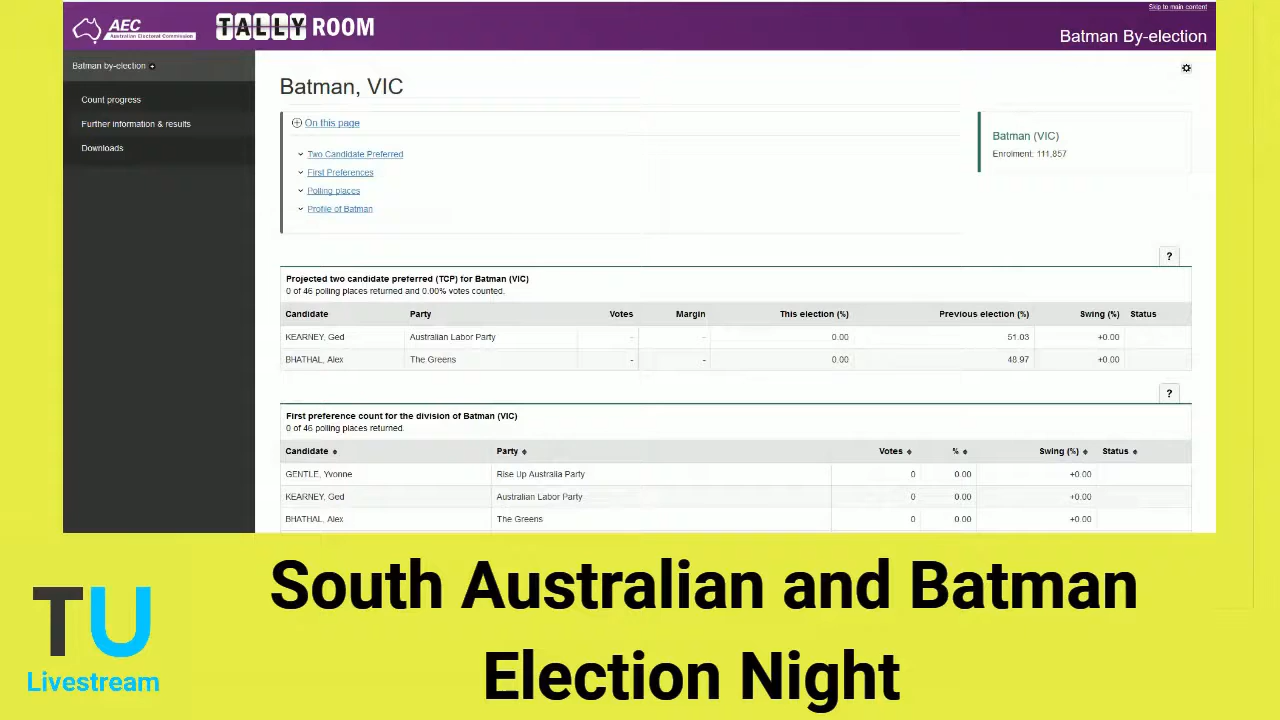 Skip to main content
AEC
Australian Electoral Commission
TALLY ROOM
Batman By-election
Batman by-election
Count progress
Further information & results
Downloads
Batman, VIC
On this page
Two Candidate Preferred
First Preferences
Polling places
Profile of Batman
Batman (VIC)
Enrolment: 111,857
?
Projected two candidate preferred (TCP) for Batman (VIC)
0 of 46 polling places returned and 0.00% votes counted.
Candidate Party Votes Margin This election (%) Previous election (%) Swing (%) Status
KEARNEY, Ged Australian Labor Party - - 0.00 51.03 +0.00
BHATHAL, Alex The Greens - - 0.00 48.97 +0.00
?
First preference count for the division of Batman (VIC)
0 of 46 polling places returned.
Candidate Party Votes % Swing (%) Status
GENTLE, Yvonne Rise Up Australia Party 0 0.00 +0.00
KEARNEY, Ged Australian Labor Party 0 0.00 +0.00
BHATHAL, Alex The Greens 0 0.00 +0.00
TU
Livestream
South Australian and Batman
Election Night